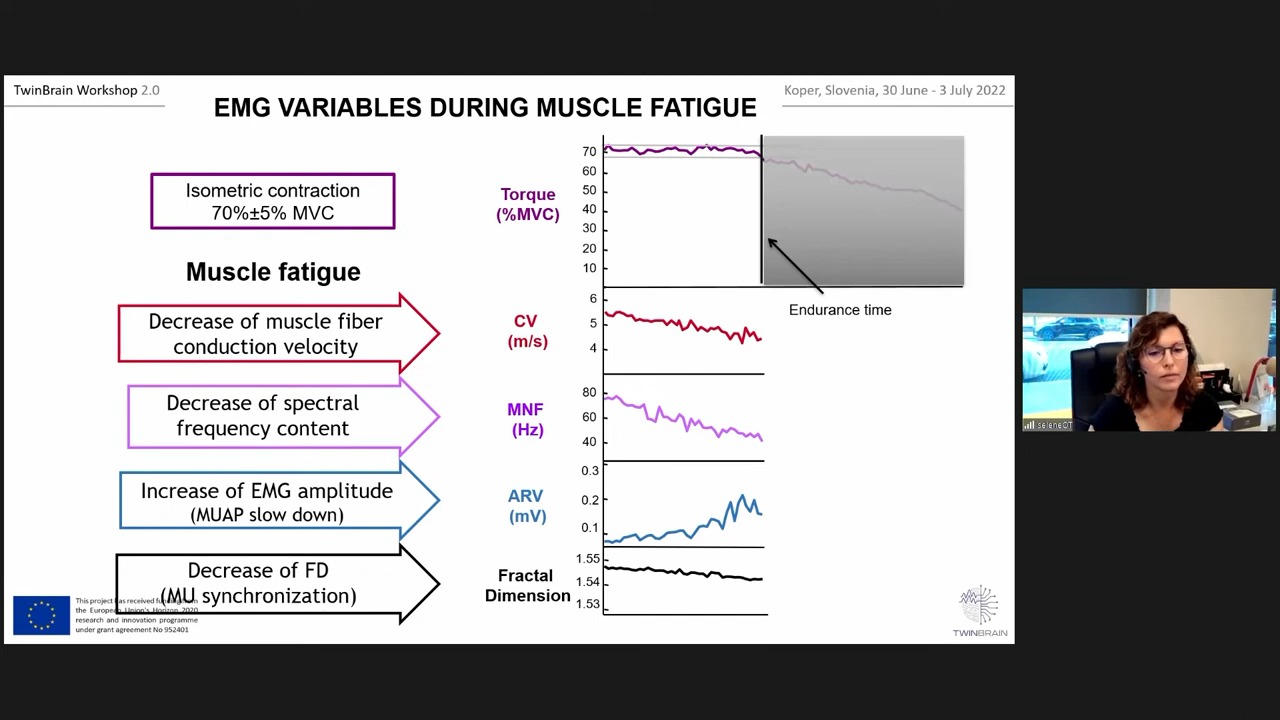 TwinBrain Workshop 2.0
Koper, Slovenia, 30 June - 3 July 2022
EMG VARIABLES DURING MUSCLE FATIGUE
Isometric contraction
70%±5% MVC
Muscle fatigue
Decrease of muscle fiber
conduction velocity
Decrease of spectral
frequency content
Increase of EMG amplitude
(MUAP slow down)
Decrease of FD
(MU synchronization)
Torque
(%MVC)
70
60
50
40
30
20
10
Endurance time
CV
(m/s)
6
5
4
MNF
(Hz)
80
60
40
ARV
(mV)
0.3
0.2
0.1
Fractal
Dimension
1.55
1.54
1.53
This project has received funding from
the European Union's Horizon 2020
research and innovation programme
under grant agreement No 952401
TWINBRAIN
seleneOT